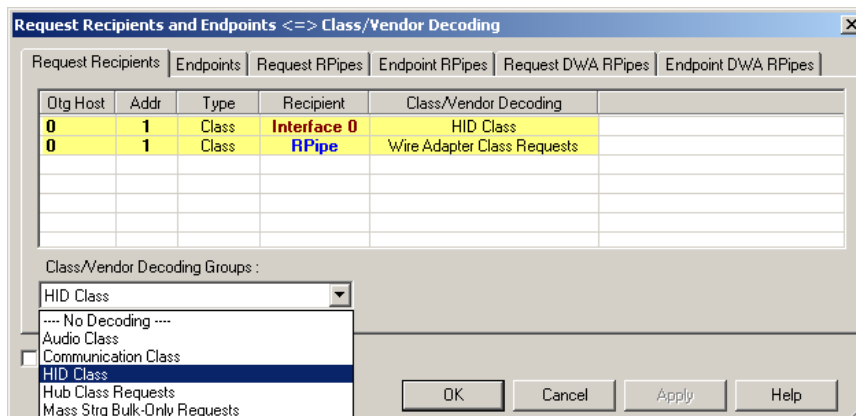 Request Recipients and Endpoints <=> Class/Vendor Decoding
Request Recipients Endpoints Request RPipes Endpoint RPipes Request DWA RPipes Endpoint DWA RPipes
Otg Host Addr Type Recipient Class/Vendor Decoding
0 1 Class Interface 0 HID Class
0 1 Class RPipe Wire Adapter Class Requests
Class/Vendor Decoding Groups :
HID Class
---- No Decoding ----
Audio Class
Communication Class
HID Class
Hub Class Requests
Mass Strg Bulk-Only Requests
OK Cancel Apply Help